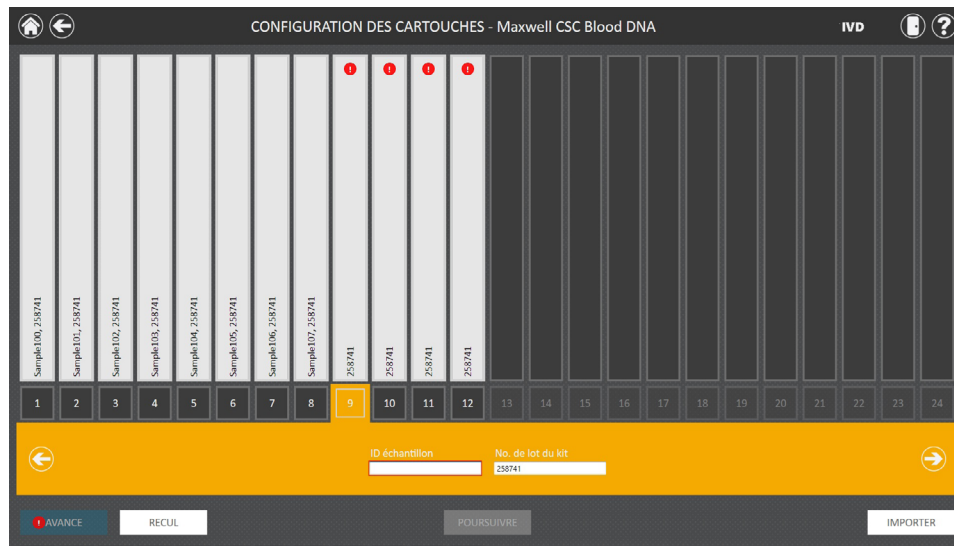 CONFIGURATION DES CARTOUCHES - Maxwell CSC Blood DNA
IVD
?
Sample100, 258741
Sample101, 258741
Sample102, 258741
Sample103, 258741
Sample104, 258741
Sample105, 258741
Sample106, 258741
Sample107, 258741
! 258741
! 258741
! 258741
! 258741
1 2 3 4 5 6 7 8 9 10 11 12 13 14 15 16 17 18 19 20 21 22 23 24
ID échantillon No. de lot du kit
258741
! AVANCE RECUL POURSUIVRE IMPORTER